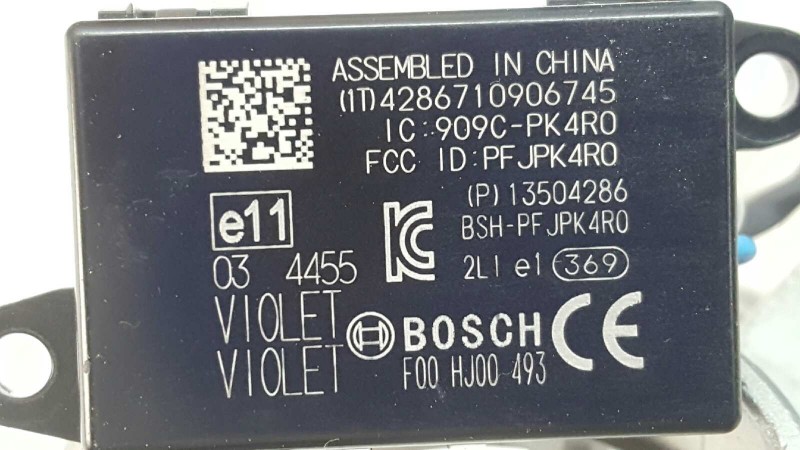 ASSEMBLED IN CHINA
(1T)4286710906745
IC:909C-PK4R0
FCC ID:PFJPK4R0
(P)13504286
BSH-PFJPK4R0
e11
03 4455
2LI e1 369
VIOLET
VIOLET
BOSCH
F00 HJ00 493
CE